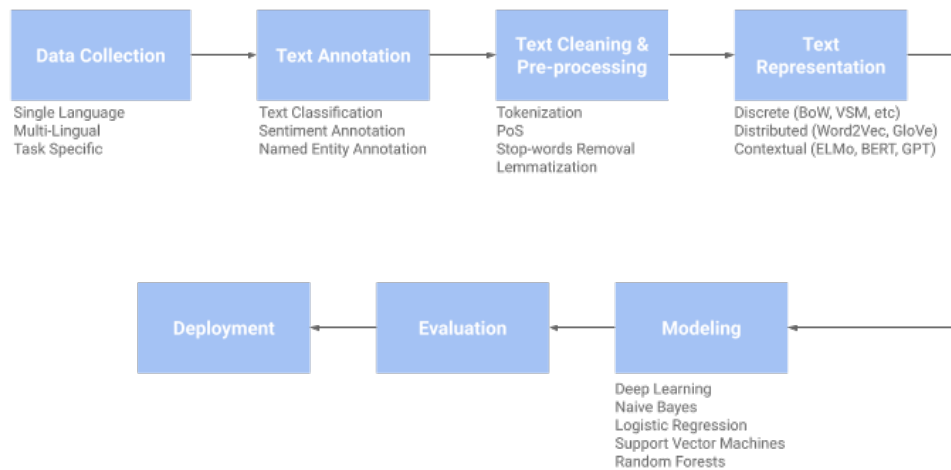 Data Collection
Single Language
Multi-Lingual
Task Specific
Text Annotation
Text Classification
Sentiment Annotation
Named Entity Annotation
Text Cleaning &
Pre-processing
Tokenization
PoS
Stop-words Removal
Lemmatization
Text
Representation
Discrete (BoW, VSM, etc)
Distributed (Word2Vec, GloVe)
Contextual (ELMo, BERT, GPT)
Modeling
Deep Learning
Naive Bayes
Logistic Regression
Support Vector Machines
Random Forests
Evaluation
Deployment